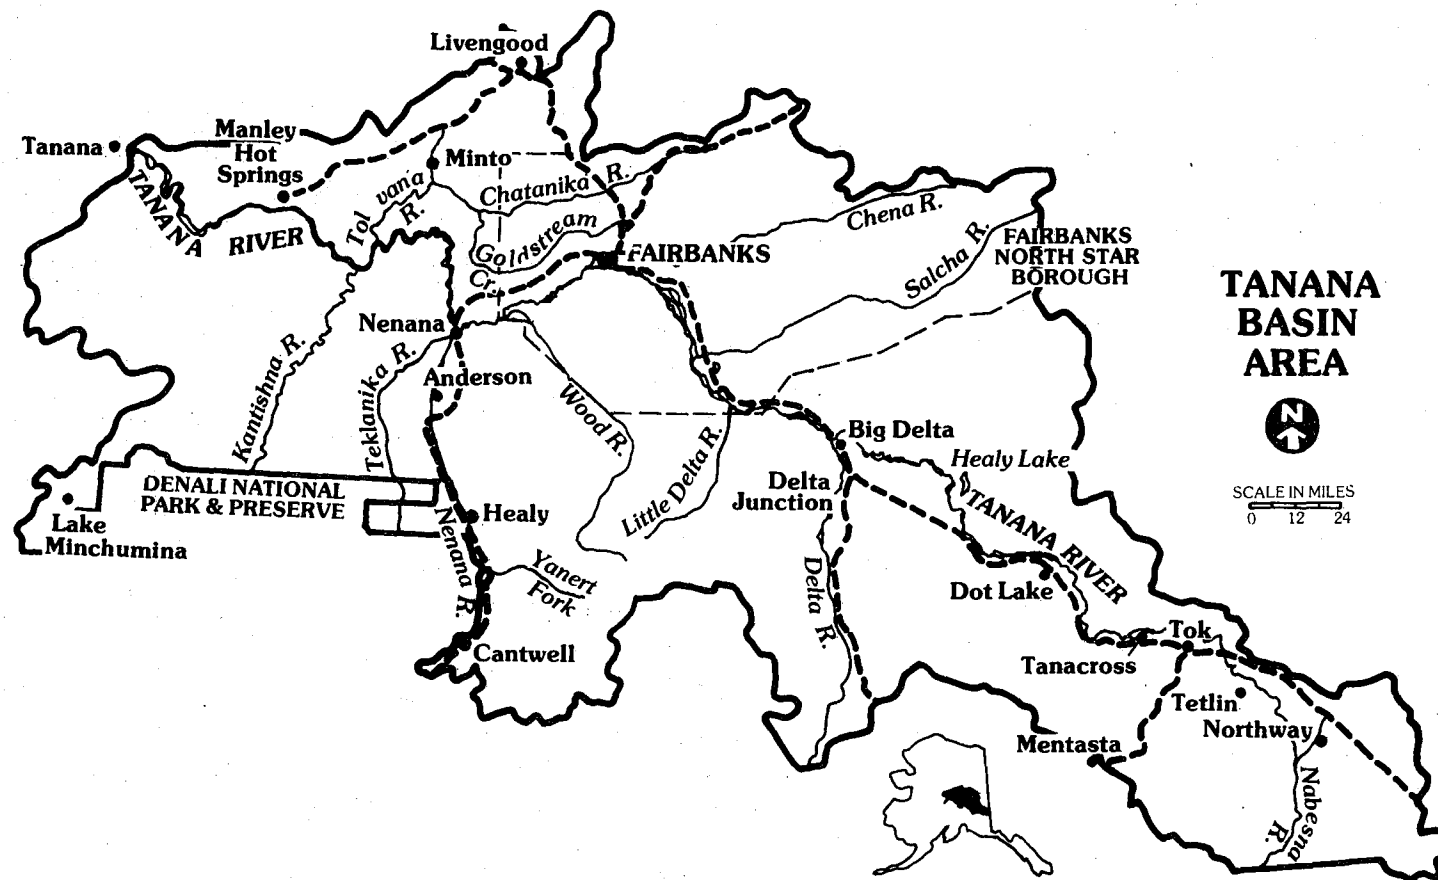 Livengood
Tanana
Manley
Hot
Springs
Minto
TANANA
RIVER
Tolovana
R.
Chatanika R.
Goldstream
Cr.
FAIRBANKS
Chena R.
Salcha R.
FAIRBANKS
NORTH STAR
BOROUGH
TANANA
BASIN
AREA
N
SCALE IN MILES
0 12 24
Nenana
Kantishna R.
Teklanika R.
Anderson
Wood R.
Little Delta R.
Big Delta
Healy Lake
Delta
Junction
TANANA RIVER
DENALI NATIONAL
PARK & PRESERVE
Lake
Minchumina
Healy
Nenana R.
Yanert
Fork
Cantwell
Delta R.
Dot Lake
Tok
Tanacross
Tetlin
Northway
Mentasta
Nabesna
R.